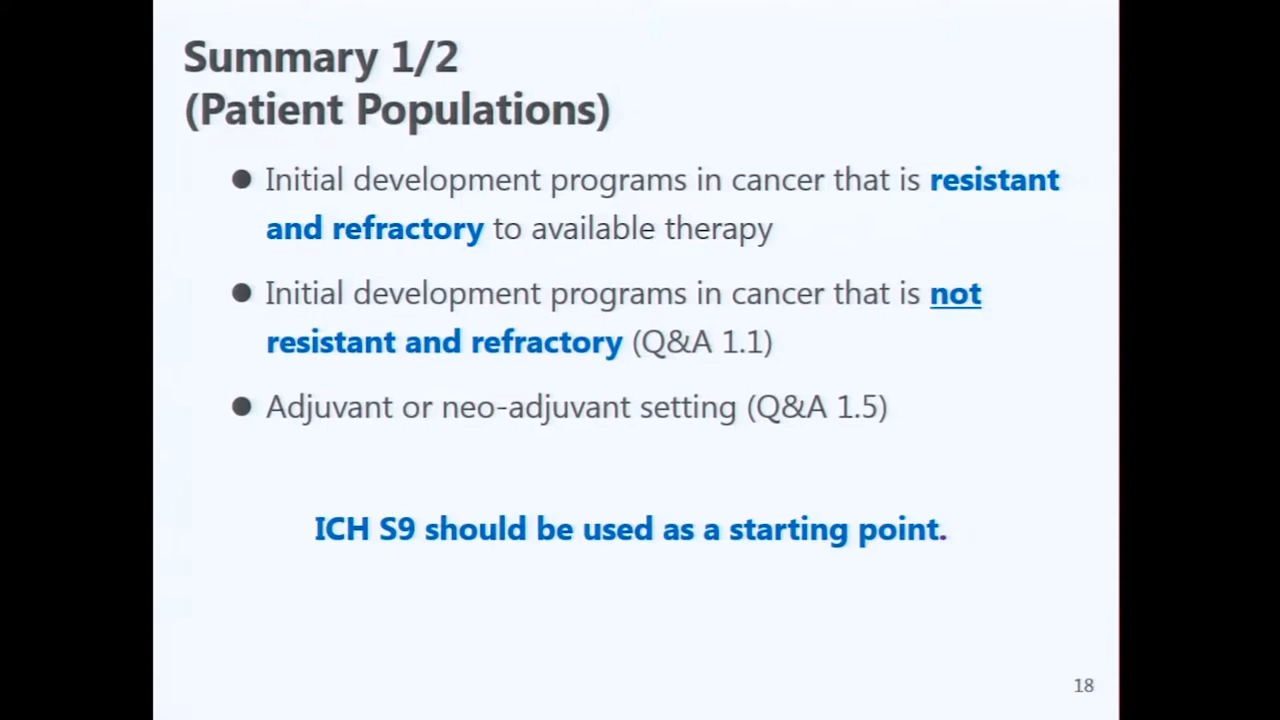 Summary 1/2
(Patient Populations)
● Initial development programs in cancer that is resistant
and refractory to available therapy
● Initial development programs in cancer that is not
resistant and refractory (Q&A 1.1)
● Adjuvant or neo-adjuvant setting (Q&A 1.5)
ICH S9 should be used as a starting point.
18